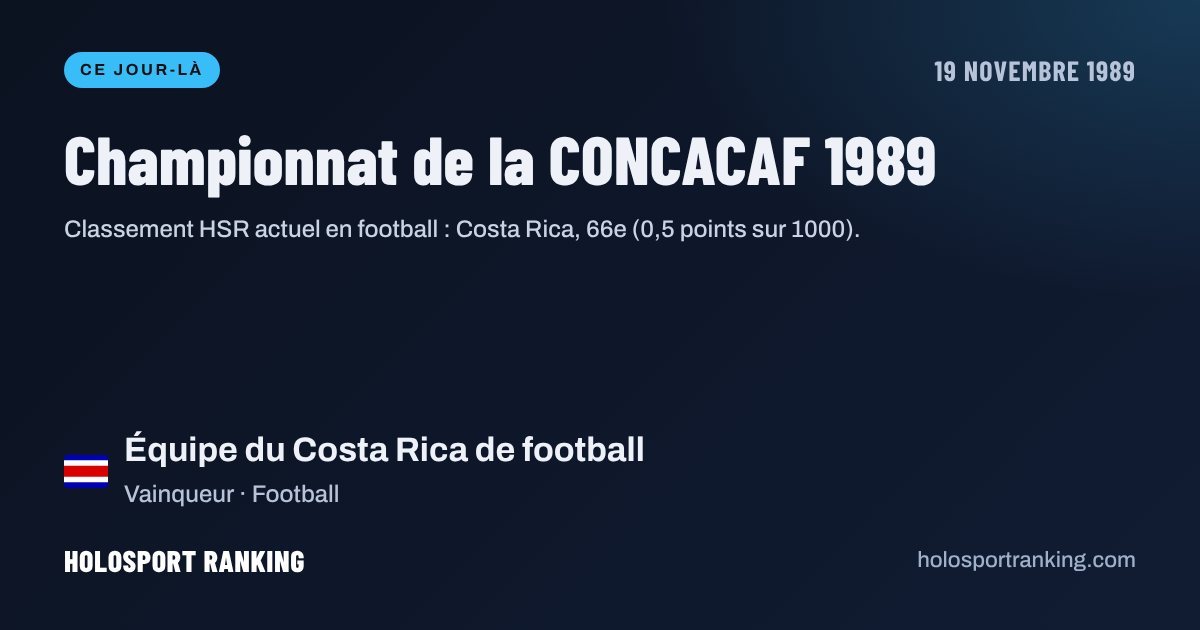 CE JOUR-LÀ
19 NOVEMBRE 1989
Championnat de la CONCACAF 1989
Classement HSR actuel en football : Costa Rica, 66e (0,5 points sur 1000).
Équipe du Costa Rica de football
Vainqueur · Football
HOLOSPORT RANKING
holosportranking.com